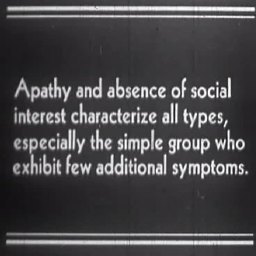 Apathy and absence of social
interest characterize all types,
especially the simple group who
exhibit few additional symptoms.